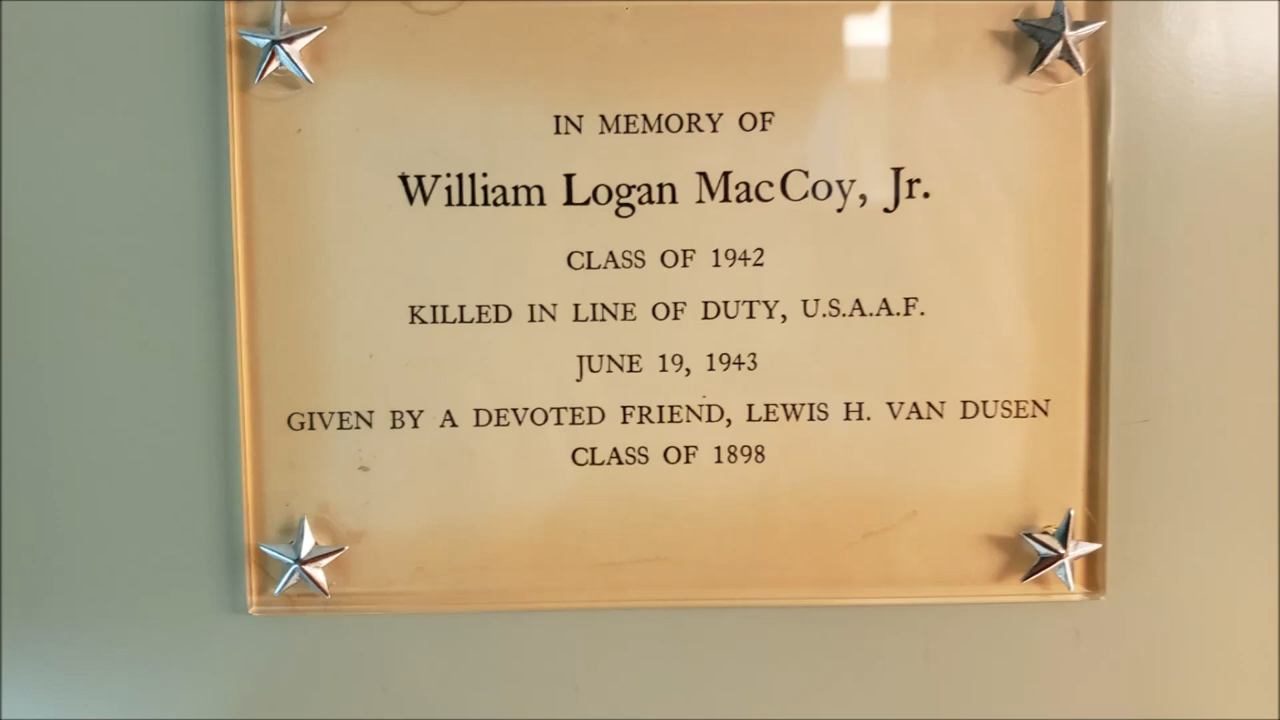 IN MEMORY OF
William Logan MacCoy, Jr.
CLASS OF 1942
KILLED IN LINE OF DUTY, U.S.A.A.F.
JUNE 19, 1943
GIVEN BY A DEVOTED FRIEND, LEWIS H. VAN DUSEN
CLASS OF 1898